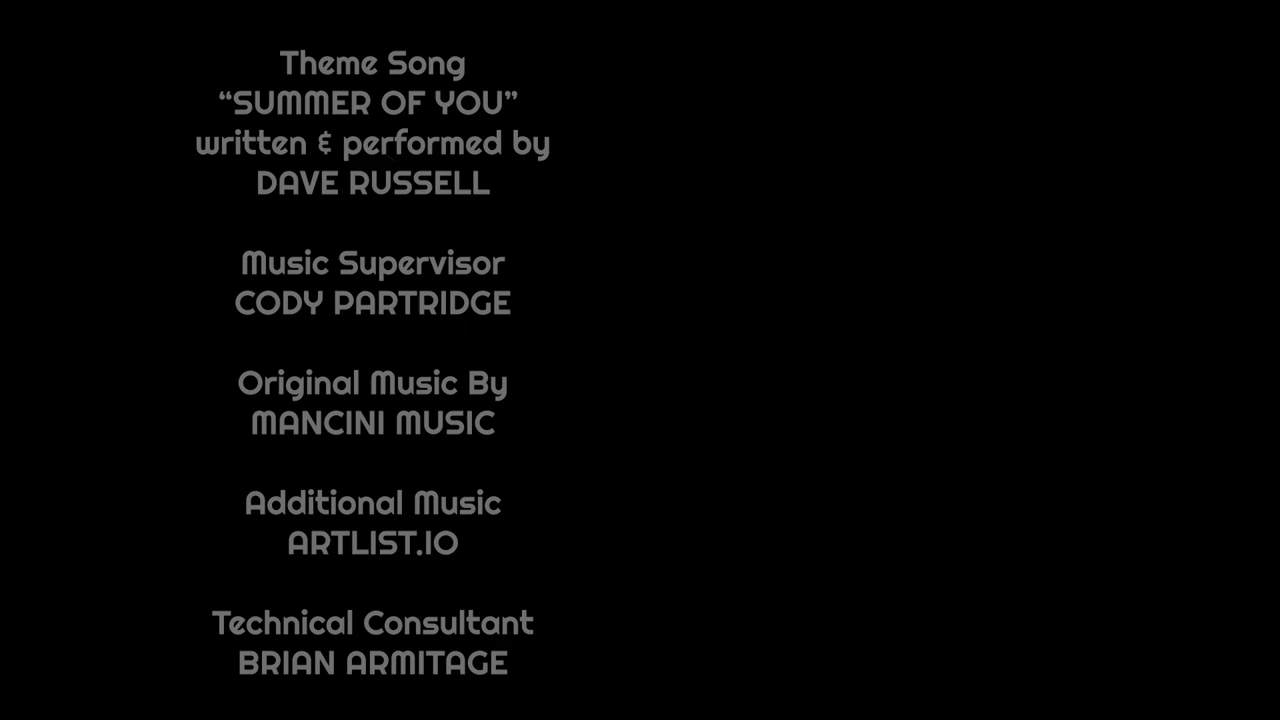 Theme Song
“SUMMER OF YOU”
written & performed by
DAVE RUSSELL
Music Supervisor
CODY PARTRIDGE
Original Music By
MANCINI MUSIC
Additional Music
ARTLIST.IO
Technical Consultant
BRIAN ARMITAGE